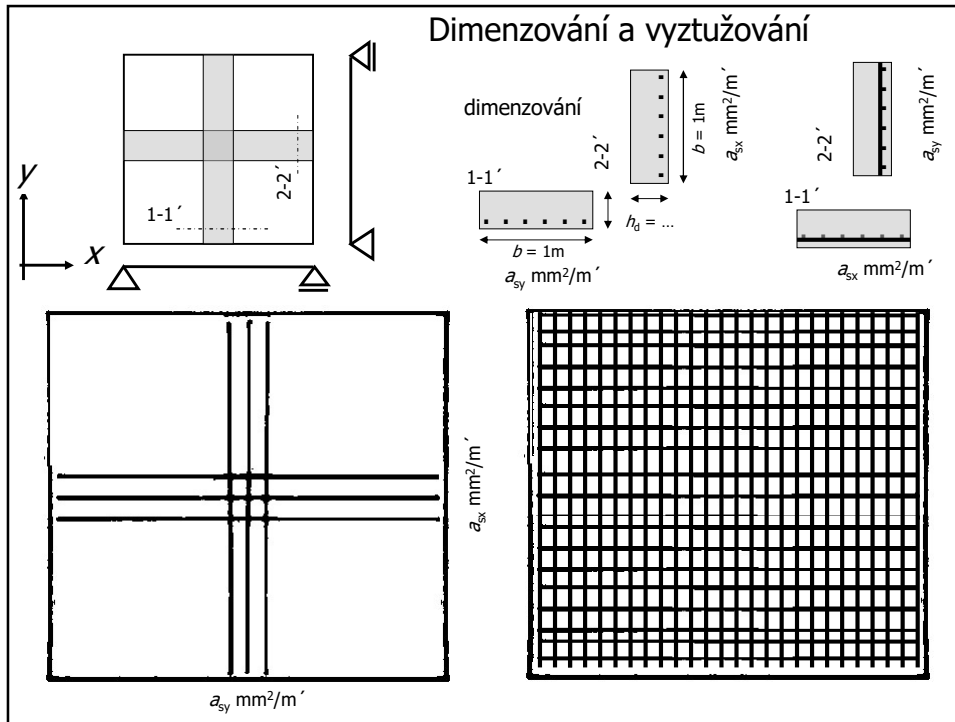 Dimenzování a vyztužování
dimenzování
y
x
1-1´
2-2´
1-1´
b = 1m
a_sy mm²/m´
2-2´
h_d = ...
b = 1m
a_sx mm²/m´
2-2´
a_sy mm²/m´
1-1´
a_sx mm²/m´
a_sx mm²/m´
a_sy mm²/m´